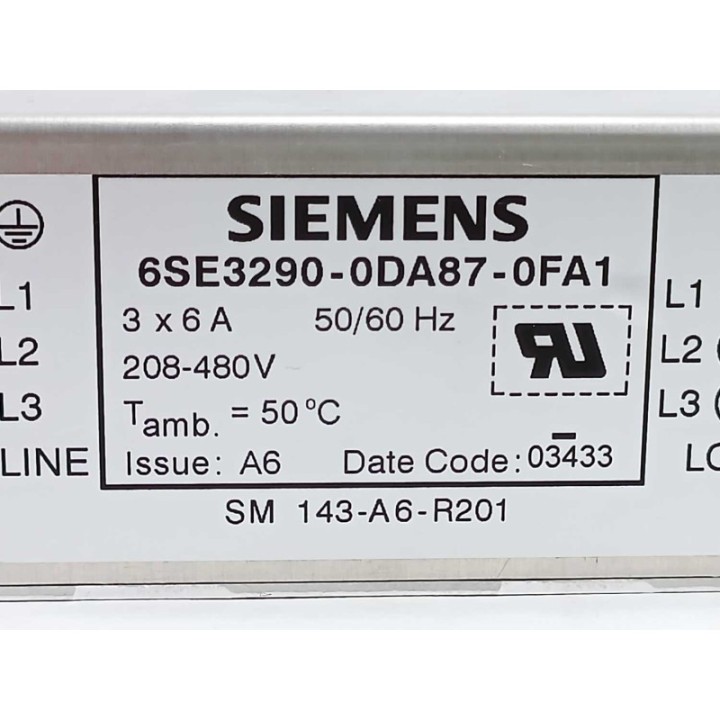 SIEMENS
6SE3290-0DA87-0FA1
3 x 6 A 50/60 Hz
208-480V
Tamb. = 50 °C
Issue: A6 Date Code: 03433
SM 143-A6-R201
L1
L2
L3
LINE
L1
L2
L3